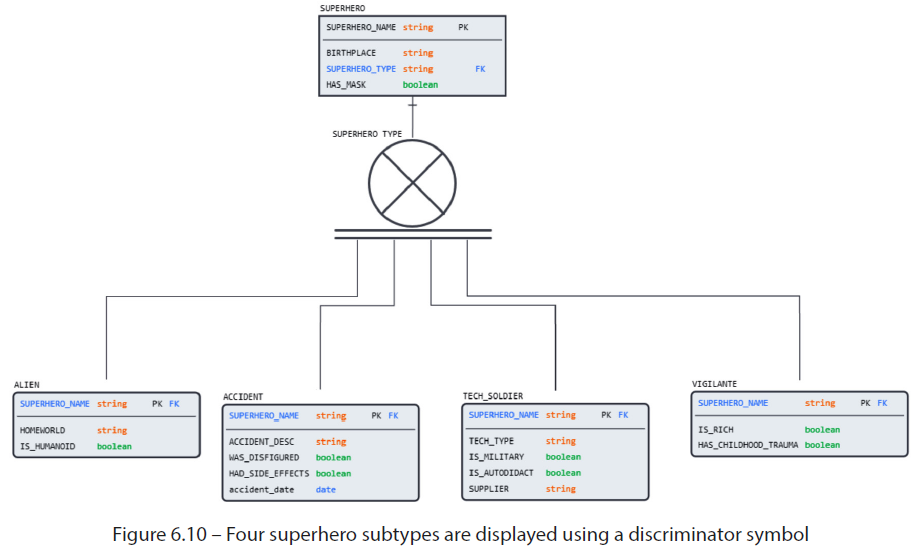 SUPERHERO
SUPERHERO_NAME string PK
BIRTHPLACE string
SUPERHERO_TYPE string FK
HAS_MASK boolean
SUPERHERO TYPE
ALIEN
SUPERHERO_NAME string PK FK
HOMEWORLD string
IS_HUMANOID boolean
ACCIDENT
SUPERHERO_NAME string PK FK
ACCIDENT_DESC string
WAS_DISFIGURED boolean
HAD_SIDE_EFFECTS boolean
accident_date date
TECH_SOLDIER
SUPERHERO_NAME string PK FK
TECH_TYPE string
IS_MILITARY boolean
IS_AUTODIDACT boolean
SUPPLIER string
VIGILANTE
SUPERHERO_NAME string PK FK
IS_RICH boolean
HAS_CHILDHOOD_TRAUMA boolean
Figure 6.10 – Four superhero subtypes are displayed using a discriminator symbol